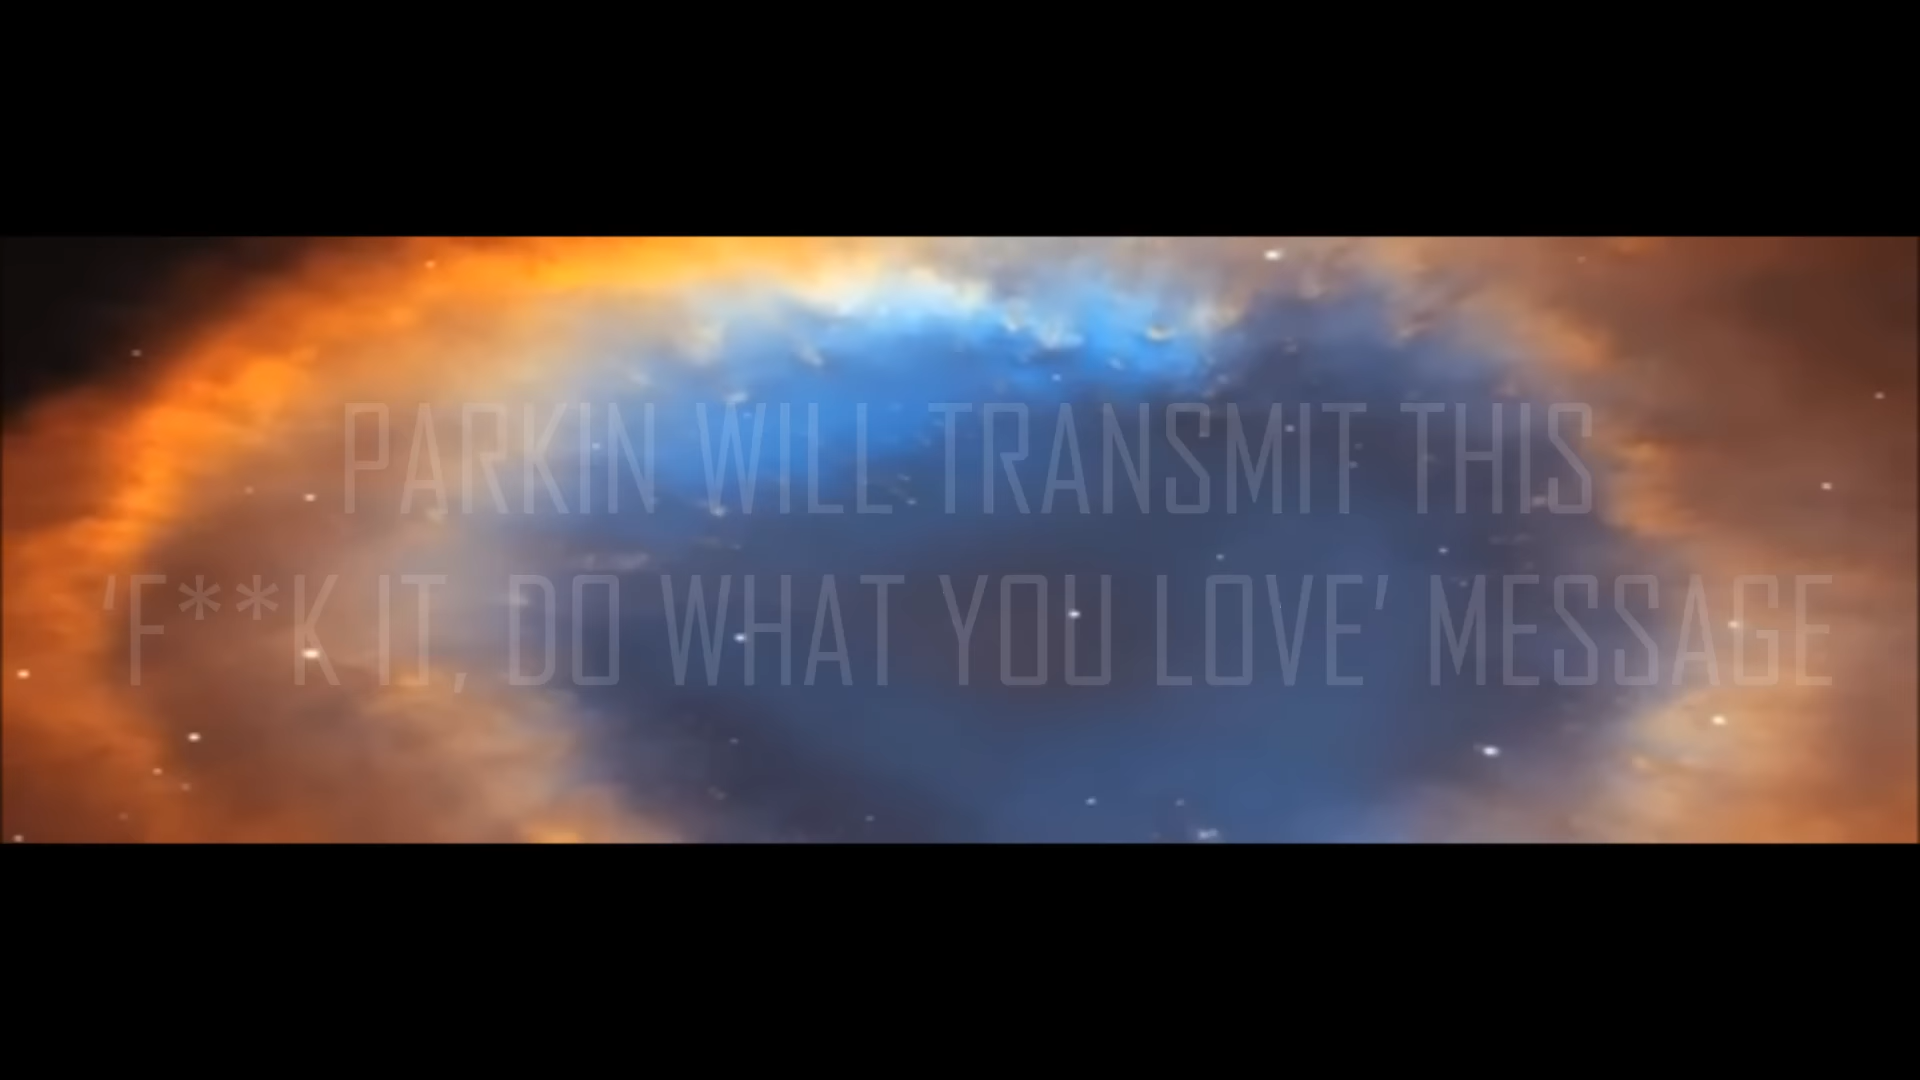 PARKIN WILL TRANSMIT THIS
‘F**K IT, DO WHAT YOU LOVE’ MESSAGE